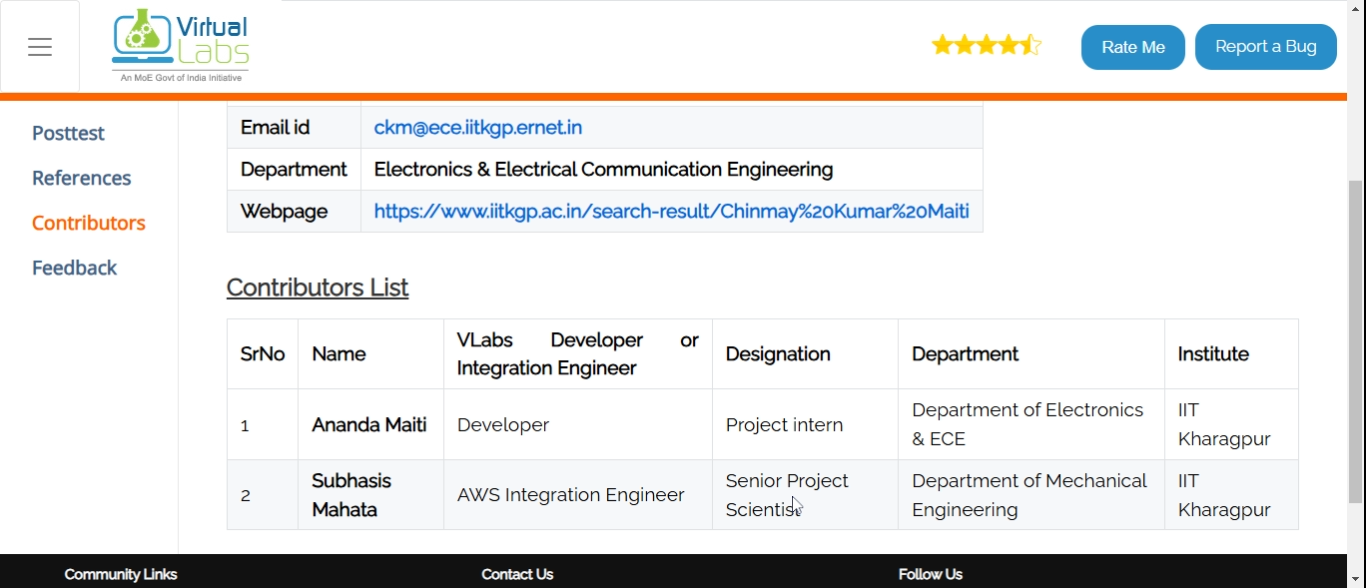 Virtual
Labs
An MoE Govt of India Initiative
Rate Me
Report a Bug
Posttest
References
Contributors
Feedback
Email id ckm@ece.iitkgp.ernet.in
Department Electronics & Electrical Communication Engineering
Webpage https://www.iitkgp.ac.in/search-result/Chinmay%20Kumar%20Maiti
Contributors List
SrNo Name VLabs Developer or Integration Engineer Designation Department Institute
1 Ananda Maiti Developer Project intern Department of Electronics & ECE IIT Kharagpur
2 Subhasis Mahata AWS Integration Engineer Senior Project Scientist Department of Mechanical Engineering IIT Kharagpur
Community Links Contact Us Follow Us